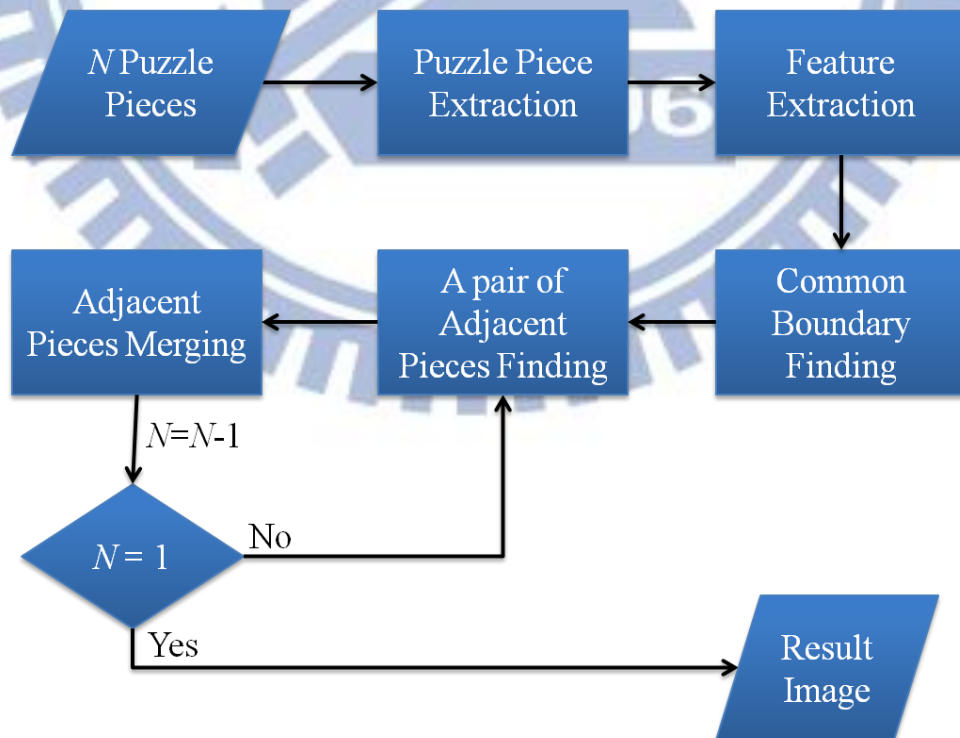 N Puzzle
Pieces
Puzzle Piece
Extraction
Feature
Extraction
Common
Boundary
Finding
A pair of
Adjacent
Pieces Finding
Adjacent
Pieces Merging
N=N-1
N = 1
No
Yes
Result
Image